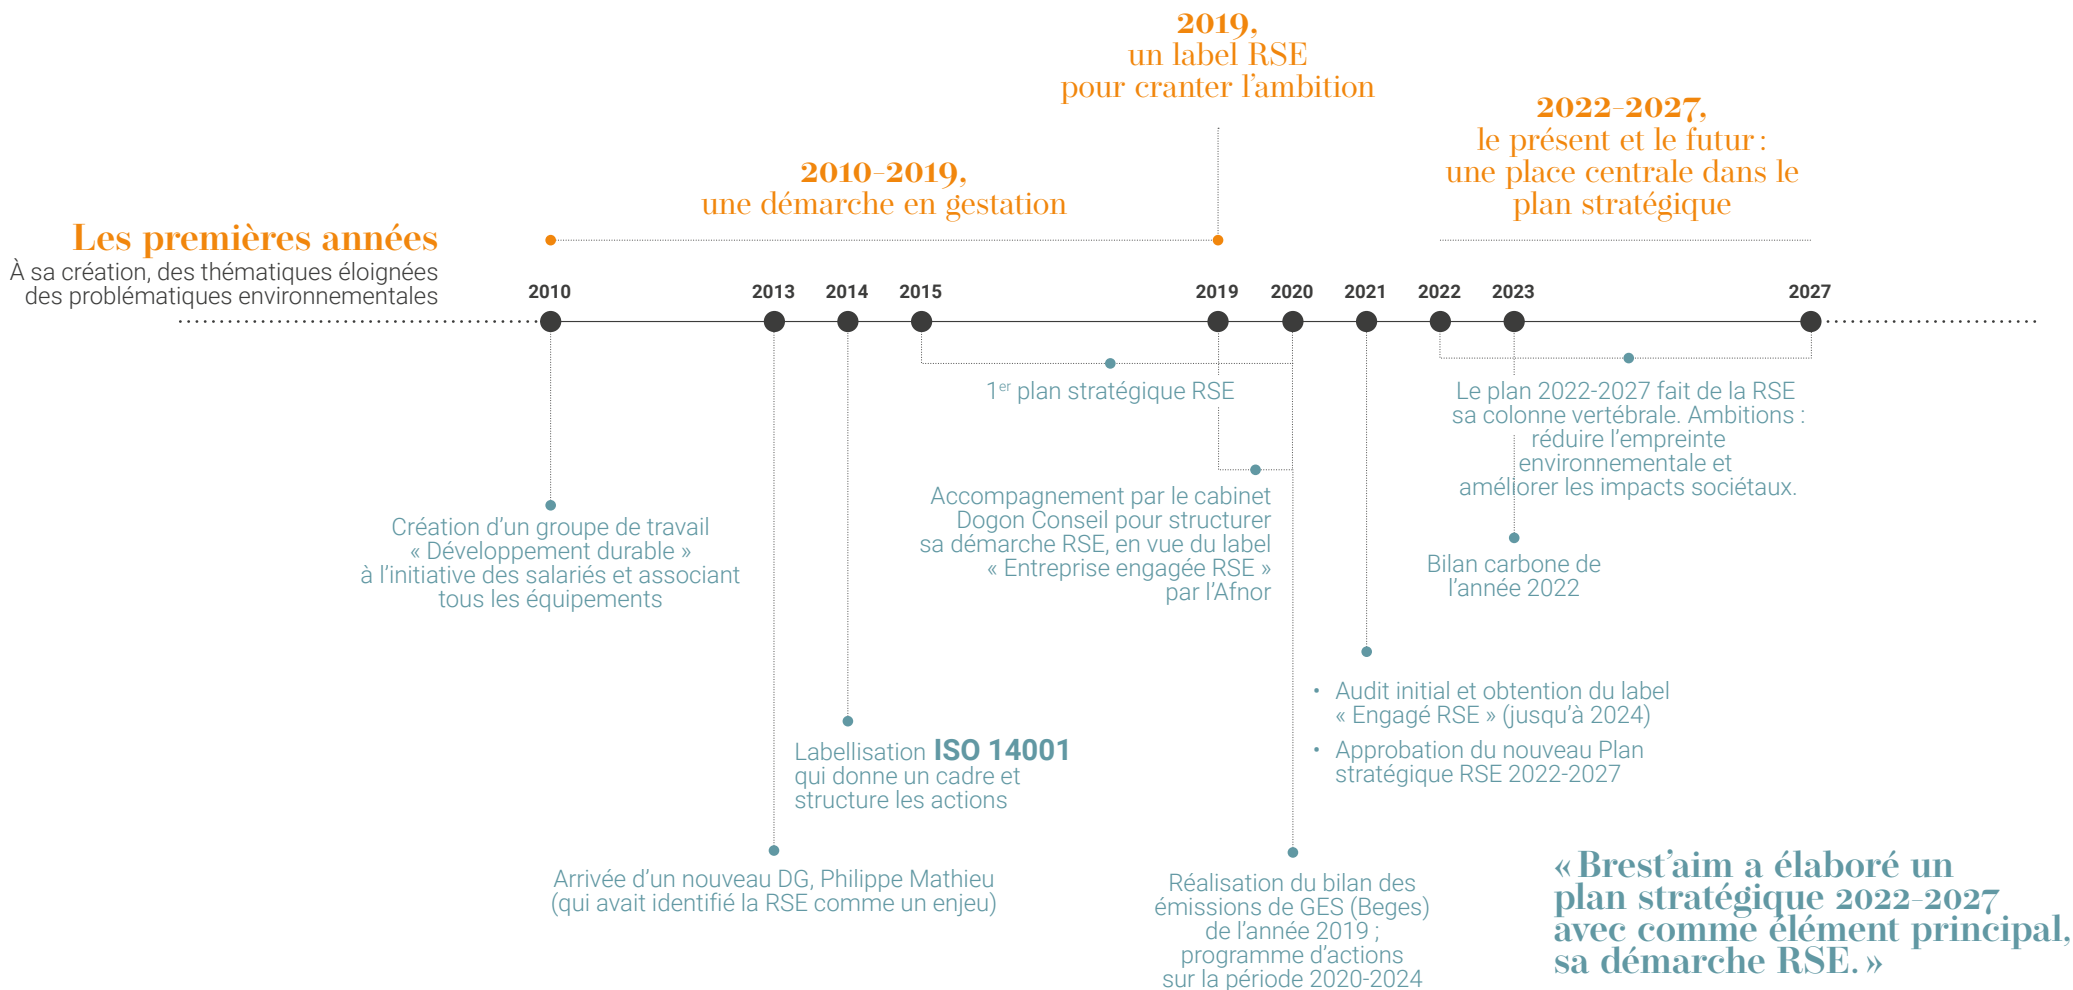 2019,
un label RSE
pour cranter l’ambition
2022-2027,
le présent et le futur :
une place centrale dans le
plan stratégique
2010-2019,
une démarche en gestation
Les premières années
À sa création, des thématiques éloignées
des problématiques environnementales
2010 2013 2014 2015 2019 2020 2021 2022 2023 2027
1er plan stratégique RSE
Le plan 2022-2027 fait de la RSE
sa colonne vertébrale. Ambitions :
réduire l’empreinte
environnementale et
améliorer les impacts sociétaux.
Accompagnement par le cabinet
Dogon Conseil pour structurer
sa démarche RSE, en vue du label
« Entreprise engagée RSE »
par l’Afnor
Création d’un groupe de travail
« Développement durable »
à l’initiative des salariés et associant
tous les équipements
Bilan carbone de
l’année 2022
• Audit initial et obtention du label
« Engagé RSE » (jusqu’à 2024)
• Approbation du nouveau Plan
stratégique RSE 2022-2027
Labellisation ISO 14001
qui donne un cadre et
structure les actions
Arrivée d’un nouveau DG, Philippe Mathieu
(qui avait identifié la RSE comme un enjeu)
Réalisation du bilan des
émissions de GES (Beges)
de l’année 2019 ;
programme d’actions
sur la période 2020-2024
« Brest’aim a élaboré un
plan stratégique 2022-2027
avec comme élément principal,
sa démarche RSE. »